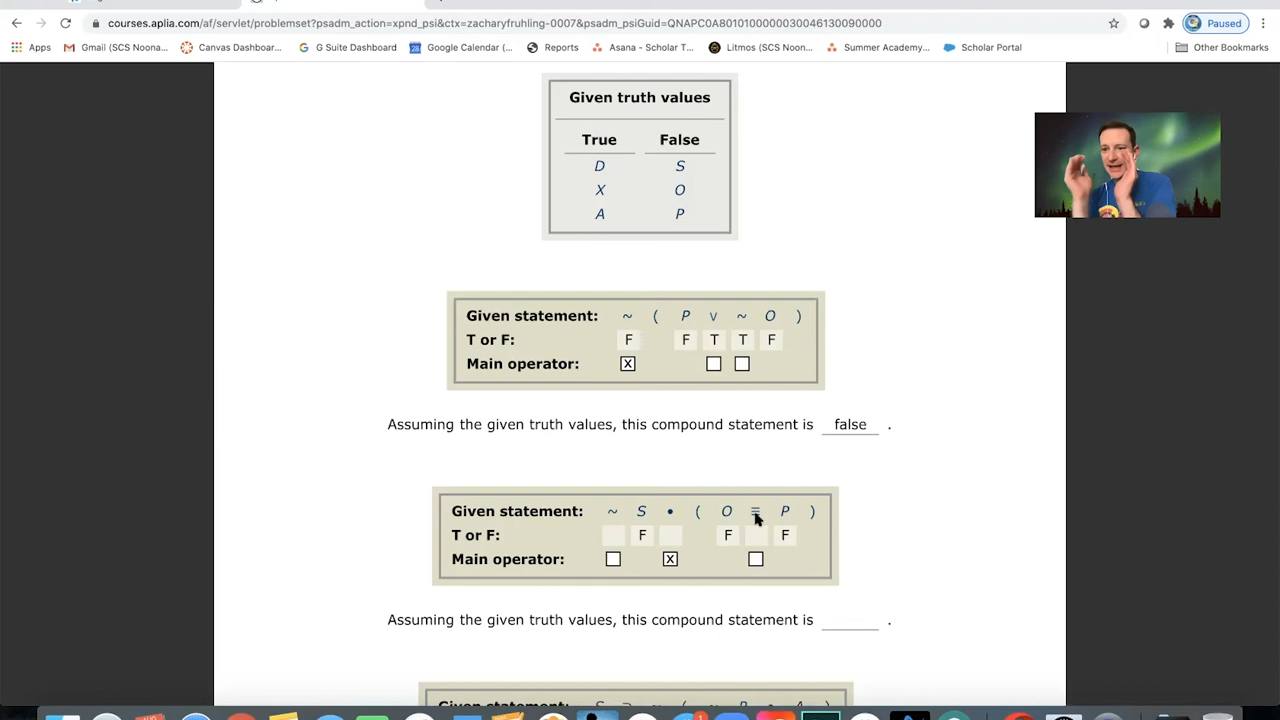 courses.aplia.com/af/servlet/problemset?psadm_action=xpnd_psi&ctx=zacharyfruhling-0007&psadm_psiGuid=QNAPC0A80101000000030046130090000
Paused
Apps Gmail (SCS Noona... Canvas Dashboar... G Suite Dashboard 28 Google Calendar (... Reports Asana - Scholar T... Litmos (SCS Noon... Summer Academy... Scholar Portal Other Bookmarks
Given truth values
True False
D S
X O
A P
Given statement: ~ ( P v ~ O )
T or F: F F T T F
Main operator: X
Assuming the given truth values, this compound statement is false .
Given statement: ~ S • ( O ≡ P )
T or F: F F F
Main operator: X
Assuming the given truth values, this compound statement is ______ .